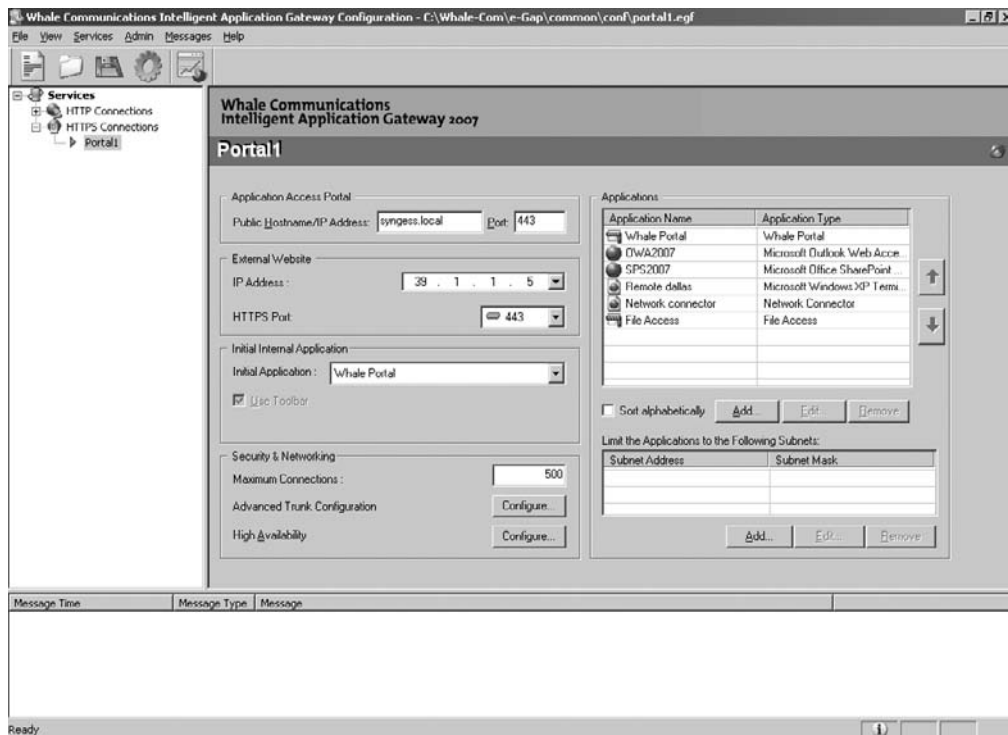 Whale Communications Intelligent Application Gateway Configuration - C:\Whale-Com\e-Gap\common\conf\portal1.egf
File View Services Admin Messages Help
Services
HTTP Connections
HTTPS Connections
Portal1
Whale Communications
Intelligent Application Gateway 2007
Portal1
Application Access Portal
Public Hostname/IP Address: syngess.local Port: 443
External Website
IP Address : 39 . 1 . 1 . 5
HTTPS Port: 443
Initial Internal Application
Initial Application : Whale Portal
Use Toolbar
Security & Networking
Maximum Connections : 500
Advanced Trunk Configuration Configure...
High Availability Configure...
Applications
Application Name Application Type
Whale Portal Whale Portal
OWA2007 Microsoft Outlook Web Acce...
SPS2007 Microsoft Office SharePoint ...
Remote dallas Microsoft Windows XP Termi...
Network connector Network Connector
File Access File Access
Sort alphabetically Add... Edit... Remove
Limit the Applications to the Following Subnets:
Subnet Address Subnet Mask
Add... Edit... Remove
Message Time Message Type Message
Ready